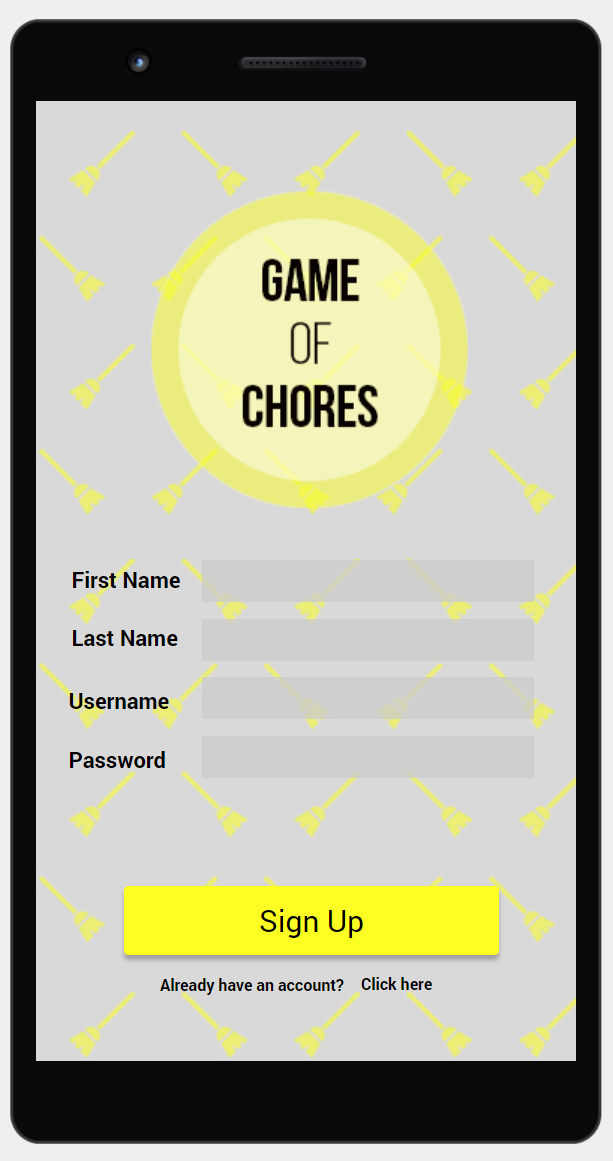 GAME
OF
CHORES
First Name
Last Name
Username
Password
Sign Up
Already have an account? Click here